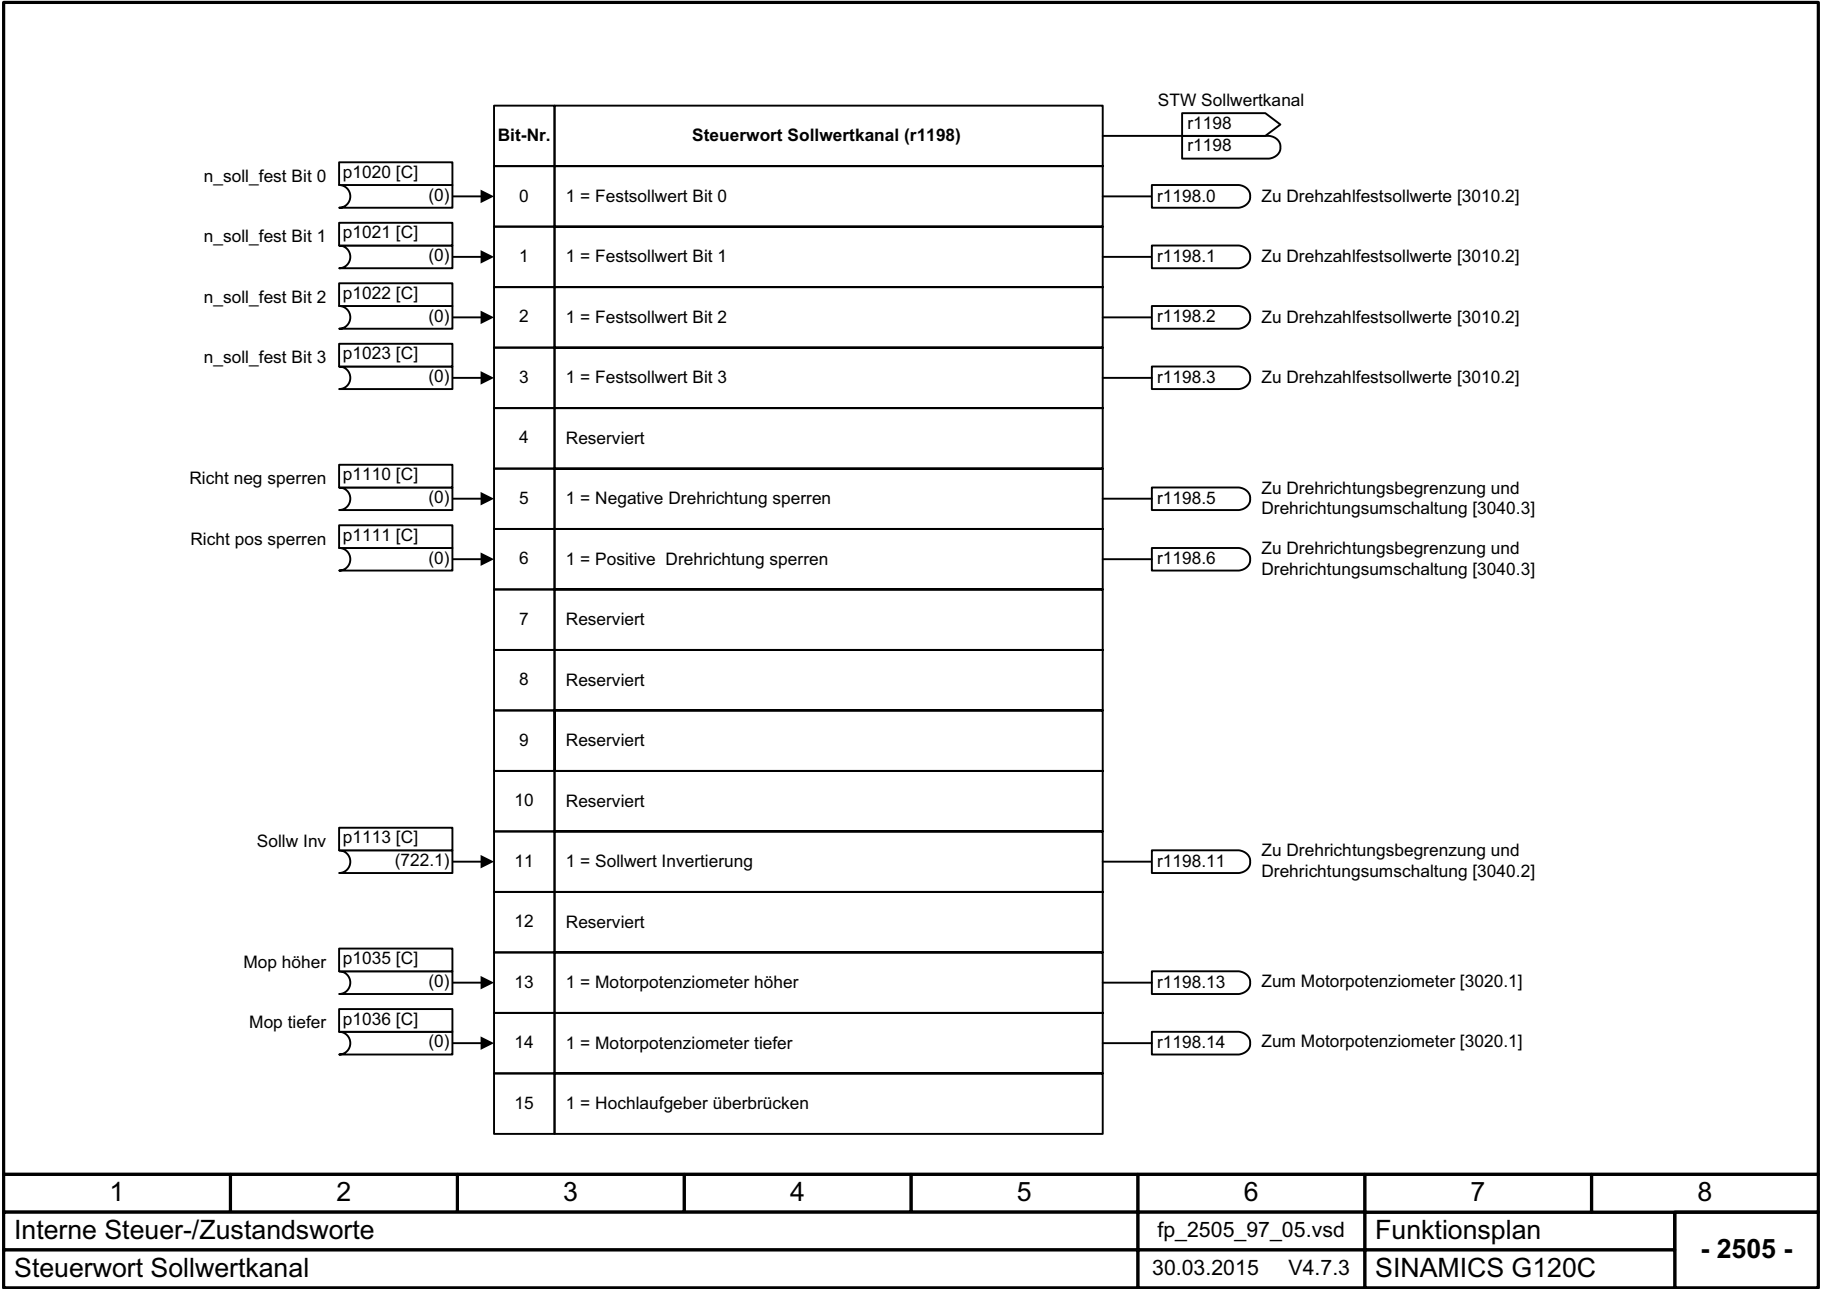 STW Sollwertkanal
r1198
r1198
Bit-Nr. Steuerwort Sollwertkanal (r1198)
n_soll_fest Bit 0 p1020 [C]
(0) 0 1 = Festsollwert Bit 0 r1198.0 Zu Drehzahlfestsollwerte [3010.2]
n_soll_fest Bit 1 p1021 [C]
(0) 1 1 = Festsollwert Bit 1 r1198.1 Zu Drehzahlfestsollwerte [3010.2]
n_soll_fest Bit 2 p1022 [C]
(0) 2 1 = Festsollwert Bit 2 r1198.2 Zu Drehzahlfestsollwerte [3010.2]
n_soll_fest Bit 3 p1023 [C]
(0) 3 1 = Festsollwert Bit 3 r1198.3 Zu Drehzahlfestsollwerte [3010.2]
4 Reserviert
Richt neg sperren p1110 [C]
(0) 5 1 = Negative Drehrichtung sperren r1198.5 Zu Drehrichtungsbegrenzung und
Drehrichtungsumschaltung [3040.3]
Richt pos sperren p1111 [C]
(0) 6 1 = Positive  Drehrichtung sperren r1198.6 Zu Drehrichtungsbegrenzung und
Drehrichtungsumschaltung [3040.3]
7 Reserviert
8 Reserviert
9 Reserviert
10 Reserviert
Sollw Inv p1113 [C]
(722.1) 11 1 = Sollwert Invertierung r1198.11 Zu Drehrichtungsbegrenzung und
Drehrichtungsumschaltung [3040.2]
12 Reserviert
Mop höher p1035 [C]
(0) 13 1 = Motorpotenziometer höher r1198.13 Zum Motorpotenziometer [3020.1]
Mop tiefer p1036 [C]
(0) 14 1 = Motorpotenziometer tiefer r1198.14 Zum Motorpotenziometer [3020.1]
15 1 = Hochlaufgeber überbrücken
1 2 3 4 5 6 7 8
Interne Steuer-/Zustandsworte fp_2505_97_05.vsd Funktionsplan
- 2505 -
Steuerwort Sollwertkanal 30.03.2015 V4.7.3 SINAMICS G120C